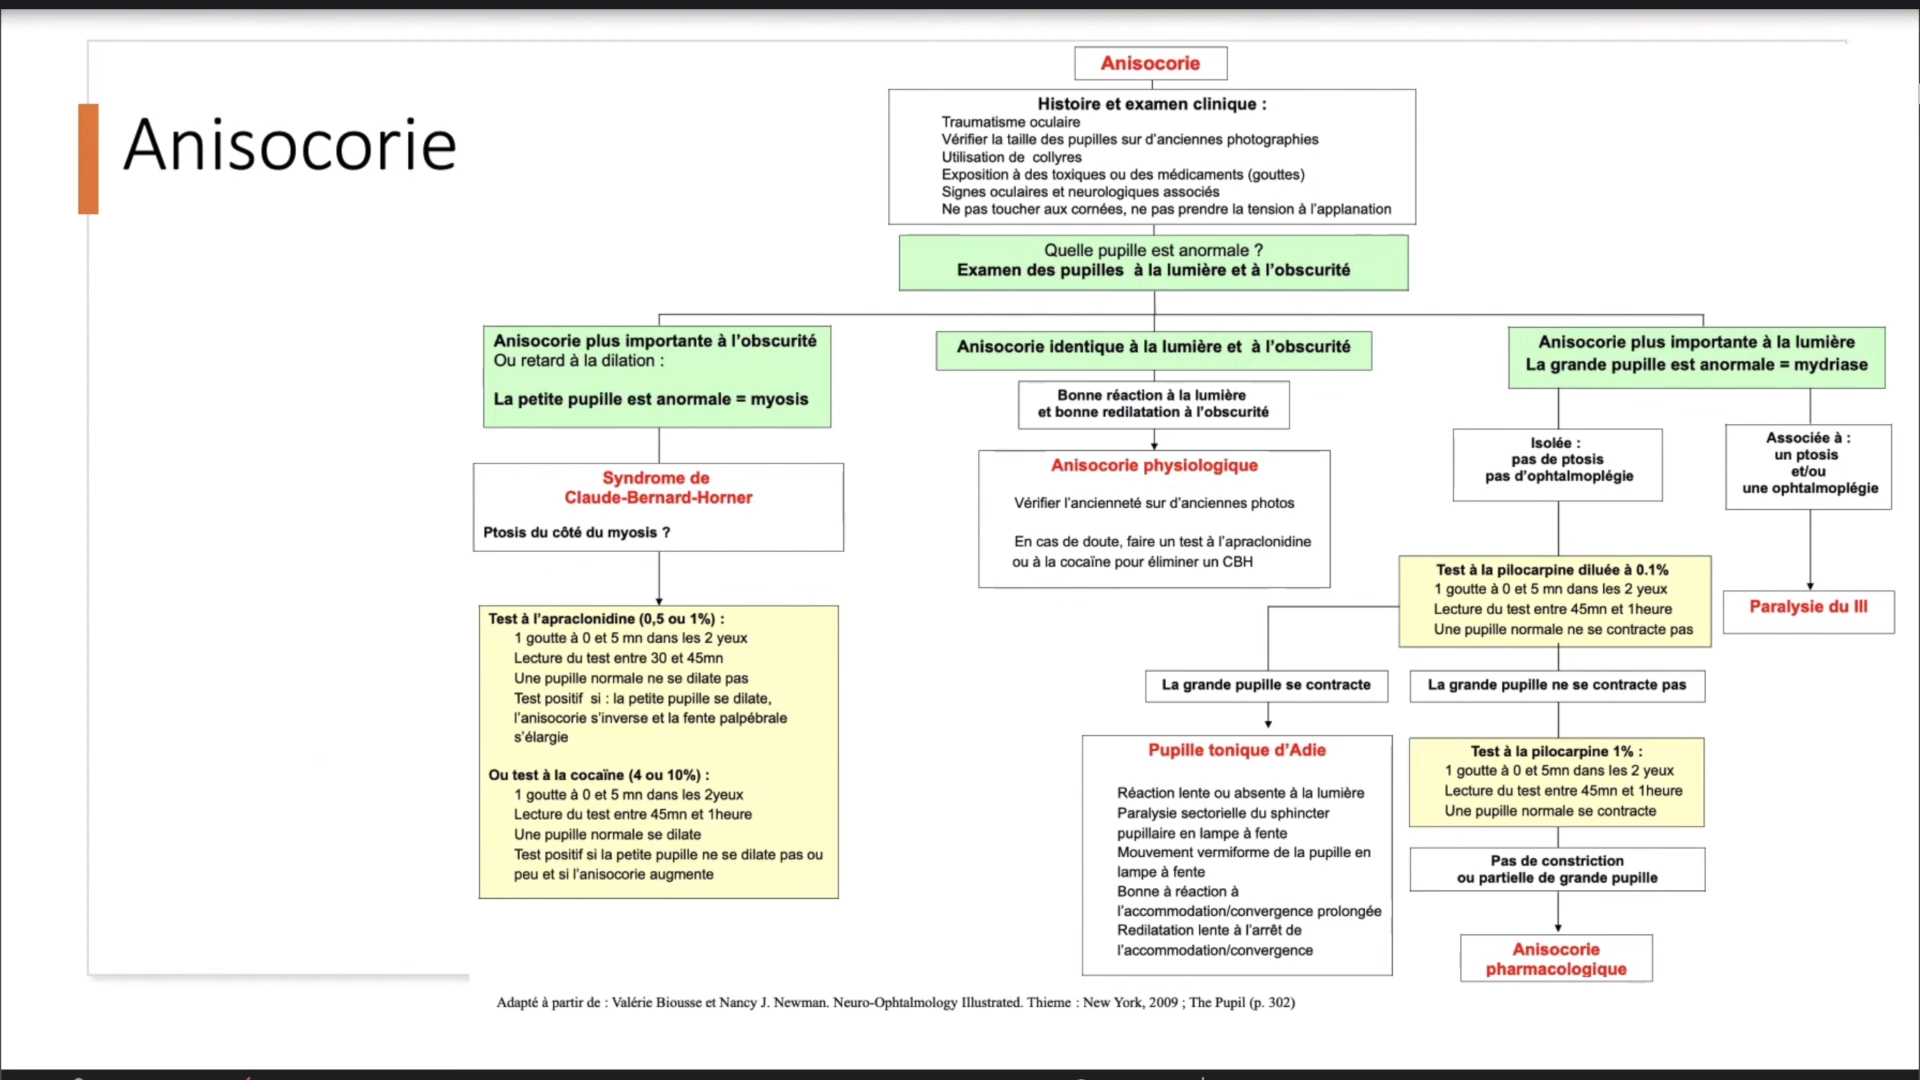 Anisocorie
Anisocorie
Histoire et examen clinique :
Traumatisme oculaire
Vérifier la taille des pupilles sur d'anciennes photographies
Utilisation de collyres
Exposition à des toxiques ou des médicaments (gouttes)
Signes oculaires et neurologiques associés
Ne pas toucher aux cornées, ne pas prendre la tension à l'applanation
Quelle pupille est anormale ?
Examen des pupilles à la lumière et à l'obscurité
Anisocorie plus importante à l'obscurité
Ou retard à la dilation :
La petite pupille est anormale = myosis
Syndrome de
Claude-Bernard-Horner
Ptosis du côté du myosis ?
Test à l'apraclonidine (0,5 ou 1%) :
1 goutte à 0 et 5 mn dans les 2 yeux
Lecture du test entre 30 et 45mn
Une pupille normale ne se dilate pas
Test positif si : la petite pupille se dilate,
l'anisocorie s'inverse et la fente palpébrale
s'élargie
Ou test à la cocaïne (4 ou 10%) :
1 goutte à 0 et 5 mn dans les 2yeux
Lecture du test entre 45mn et 1heure
Une pupille normale se dilate
Test positif si la petite pupille ne se dilate pas ou
peu et si l'anisocorie augmente
Anisocorie identique à la lumière et à l'obscurité
Bonne réaction à la lumière
et bonne redilatation à l'obscurité
Anisocorie physiologique
Vérifier l'ancienneté sur d'anciennes photos
En cas de doute, faire un test à l'apraclonidine
ou à la cocaïne pour éliminer un CBH
Anisocorie plus importante à la lumière
La grande pupille est anormale = mydriase
Isolée :
pas de ptosis
pas d'ophtalmoplégie
Associée à :
un ptosis
et/ou
une ophtalmoplégie
Paralysie du III
Test à la pilocarpine diluée à 0.1%
1 goutte à 0 et 5 mn dans les 2 yeux
Lecture du test entre 45mn et 1heure
Une pupille normale ne se contracte pas
La grande pupille se contracte
Pupille tonique d'Adie
Réaction lente ou absente à la lumière
Paralysie sectorielle du sphincter
pupillaire en lampe à fente
Mouvement vermiforme de la pupille en
lampe à fente
Bonne à réaction à
l'accommodation/convergence prolongée
Redilatation lente à l'arrêt de
l'accommodation/convergence
La grande pupille ne se contracte pas
Test à la pilocarpine 1% :
1 goutte à 0 et 5mn dans les 2 yeux
Lecture du test entre 45mn et 1heure
Une pupille normale se contracte
Pas de constriction
ou partielle de grande pupille
Anisocorie
pharmacologique
Adapté à partir de : Valérie Biousse et Nancy J. Newman. Neuro-Ophtalmology Illustrated. Thieme : New York, 2009 ; The Pupil (p. 302)